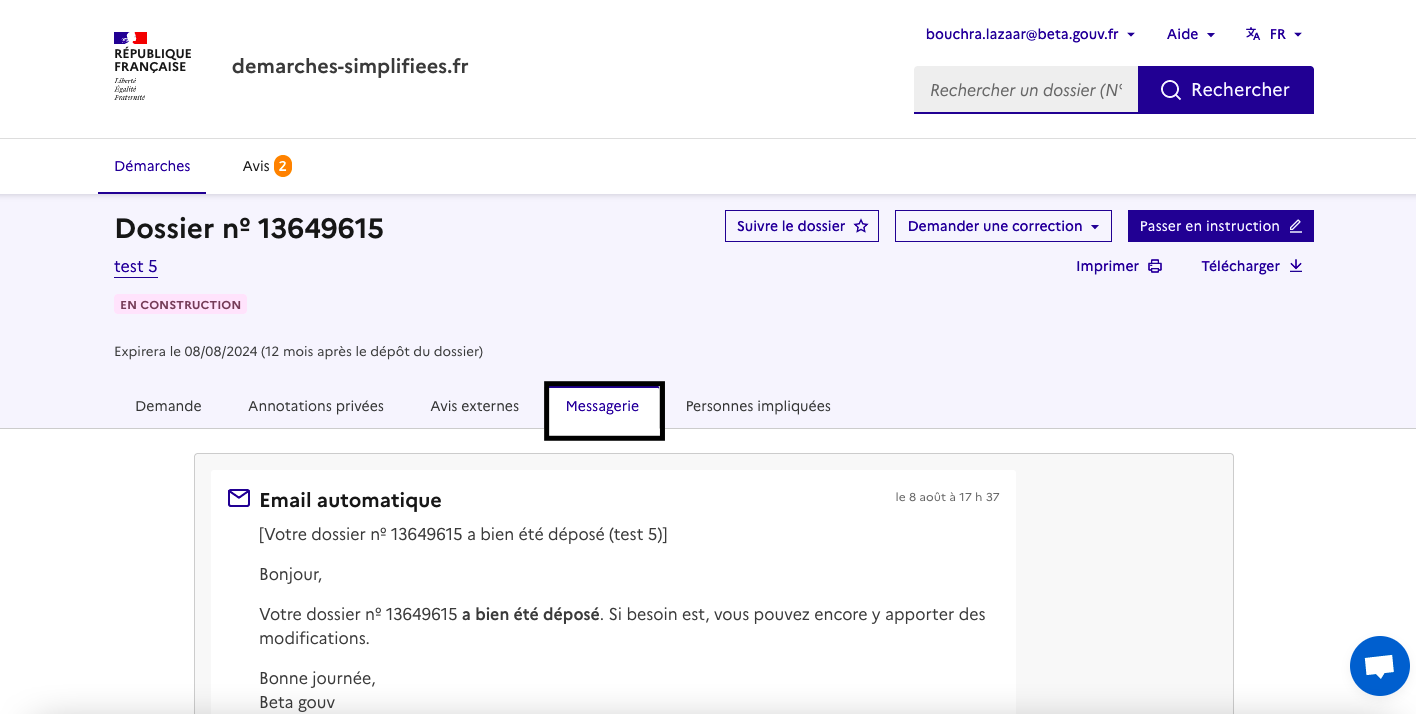 bouchra.lazaar@beta.gouv.fr
Aide
FR
RÉPUBLIQUE
FRANÇAISE
Liberté
Égalité
Fraternité
demarches-simplifiees.fr
Rechercher un dossier (N°
Rechercher
Démarches
Avis 2
Dossier nº 13649615
Suivre le dossier
Demander une correction
Passer en instruction
test 5
Imprimer
Télécharger
EN CONSTRUCTION
Expirera le 08/08/2024 (12 mois après le dépôt du dossier)
Demande
Annotations privées
Avis externes
Messagerie
Personnes impliquées
Email automatique
le 8 août à 17 h 37
[Votre dossier nº 13649615 a bien été déposé (test 5)]
Bonjour,
Votre dossier nº 13649615 a bien été déposé. Si besoin est, vous pouvez encore y apporter des
modifications.
Bonne journée,
Beta gouv